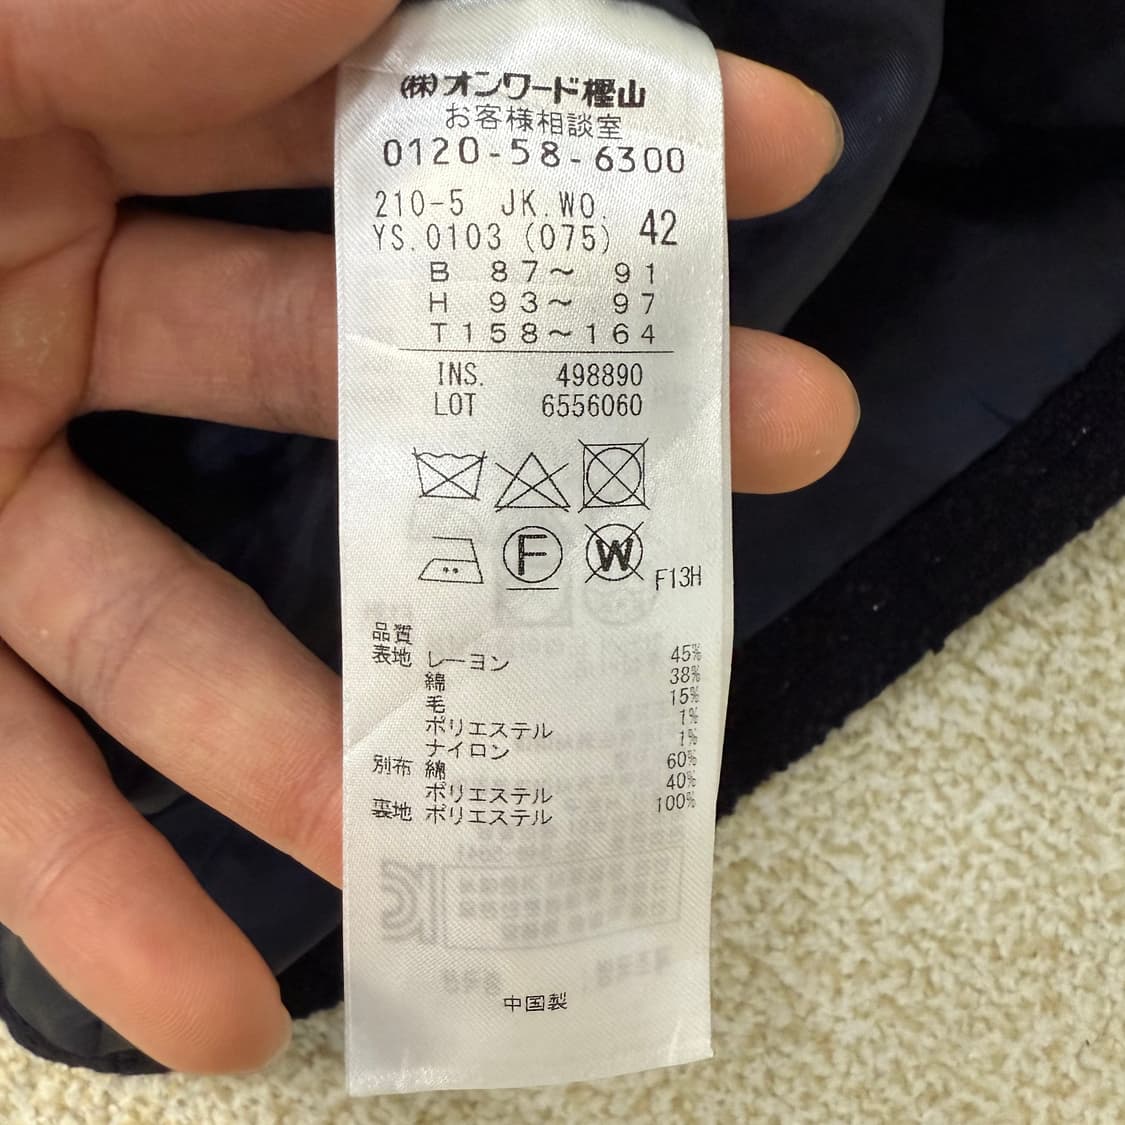 (株)オンワード樫山
お客様相談室
0120-58-6300
210-5 JK.WO.
YS.0103 (075) 42
B 87～ 91
H 93～ 97
T158～164
INS. 498890
LOT 6556060
F W F13H
品質
表地 レーヨン 45%
綿 38%
毛 15%
ポリエステル 1%
ナイロン 1%
別布 綿 60%
ポリエステル 40%
裏地 ポリエステル 100%
中国製